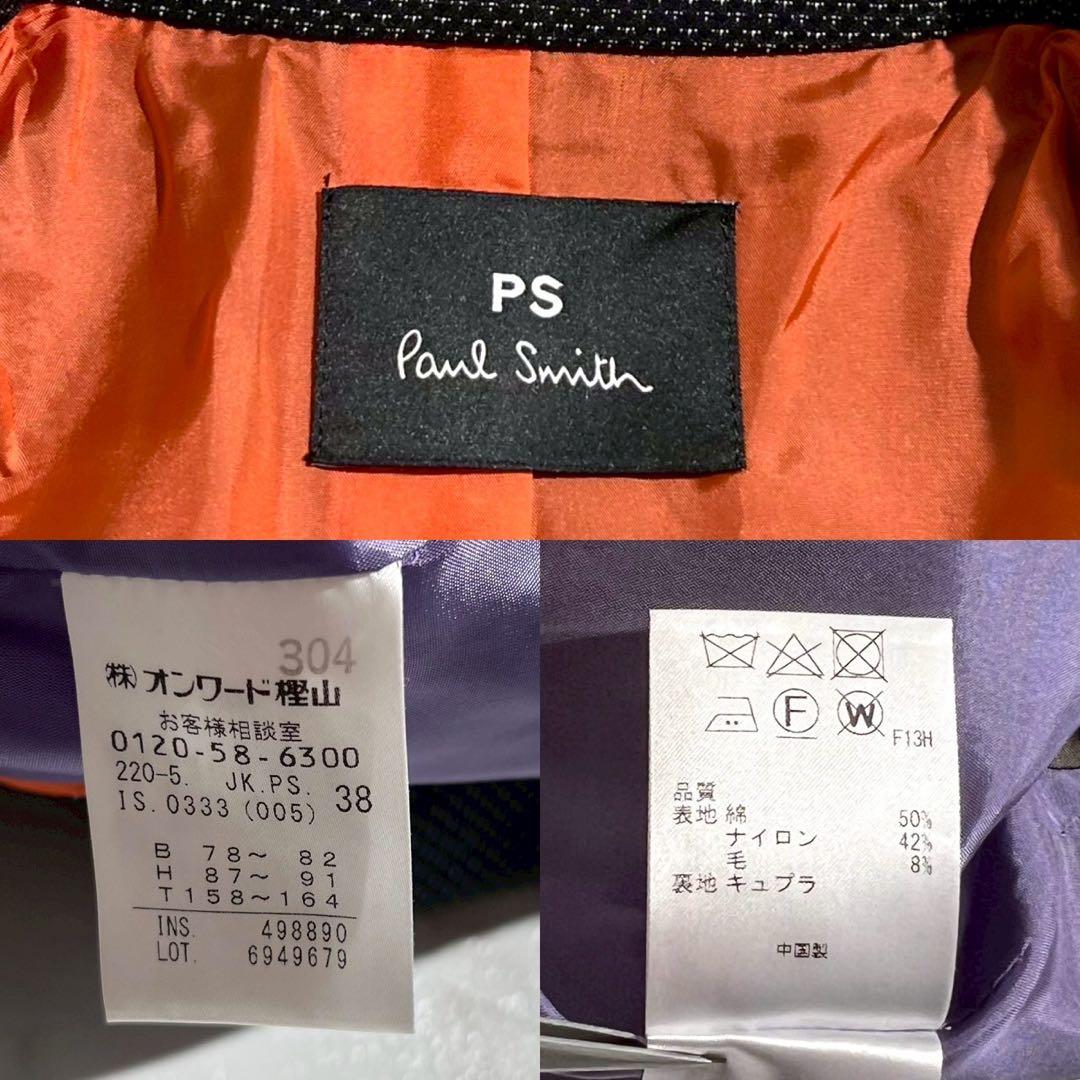 PS
Paul Smith
304
㈱オンワード樫山
お客様相談室
0120-58-6300
220-5. JK.PS. 38
IS.0333 (005)
B 78～ 82
H 87～ 91
T 158～164
INS. 498890
LOT. 6949679
F W
F13H
品質
表地 綿 50%
ナイロン 42%
毛 8%
裏地 キュプラ
中国製